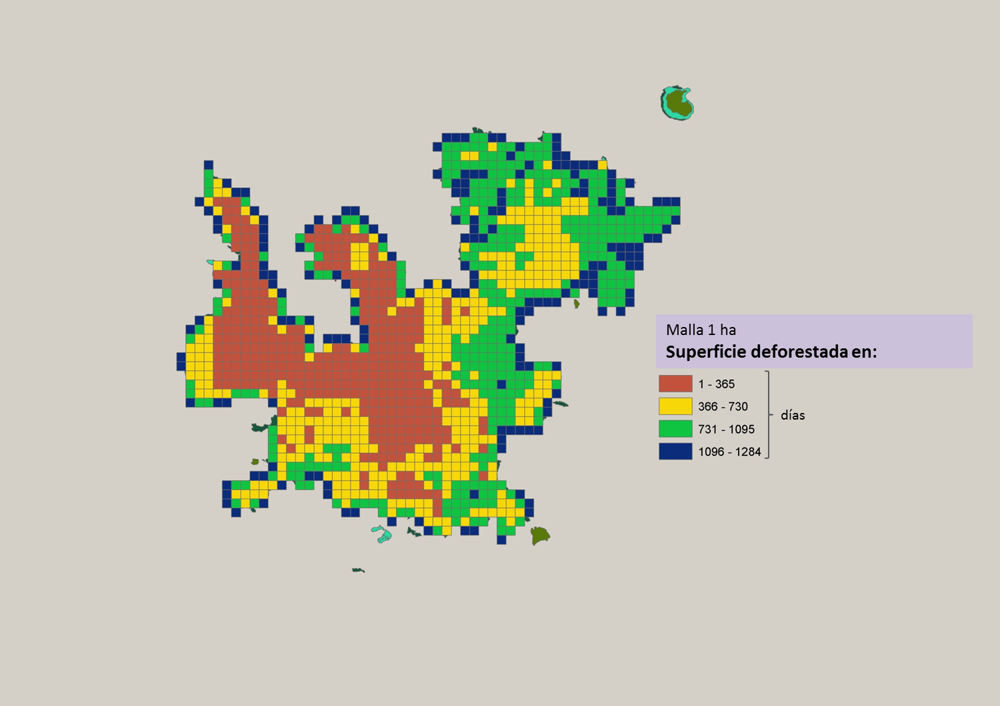 Malla 1 ha
Superficie deforestada en:
1 - 365
366 - 730
731 - 1095
1096 - 1284
días